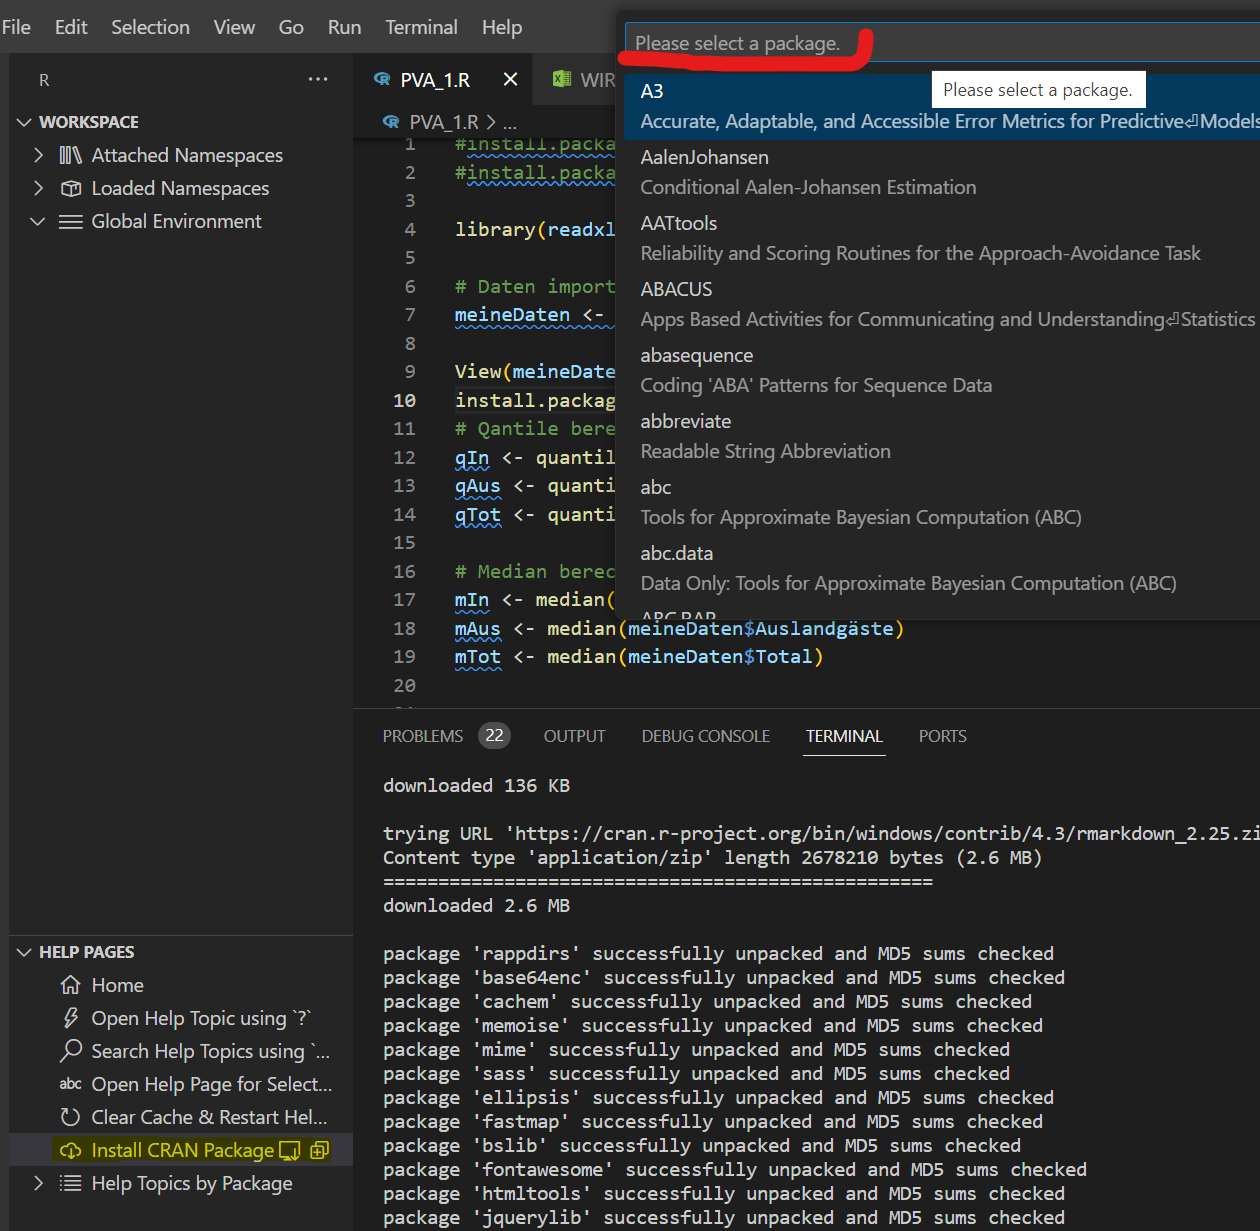 File Edit Selection View Go Run Terminal Help
Please select a package.
R ...
WORKSPACE
Attached Namespaces
Loaded Namespaces
Global Environment
PVA_1.R
WIR
PVA_1.R > ...
A3
Please select a package.
Accurate, Adaptable, and Accessible Error Metrics for Predictive⏎Models
AalenJohansen
Conditional Aalen-Johansen Estimation
AATtools
Reliability and Scoring Routines for the Approach-Avoidance Task
ABACUS
Apps Based Activities for Communicating and Understanding⏎Statistics
abasequence
Coding 'ABA' Patterns for Sequence Data
abbreviate
Readable String Abbreviation
abc
Tools for Approximate Bayesian Computation (ABC)
abc.data
Data Only: Tools for Approximate Bayesian Computation (ABC)
1 #install.packa
2 #install.packa
3
4 library(readxl
5
6 # Daten import
7 meineDaten <-
8
9 View(meineDate
10 install.packag
11 # Qantile bere
12 qIn <- quantil
13 qAus <- quanti
14 qTot <- quanti
15
16 # Median berec
17 mIn <- median(
18 mAus <- median(meineDaten$Auslandgäste)
19 mTot <- median(meineDaten$Total)
20
PROBLEMS 22 OUTPUT DEBUG CONSOLE TERMINAL PORTS
downloaded 136 KB
trying URL 'https://cran.r-project.org/bin/windows/contrib/4.3/rmarkdown_2.25.zi
Content type 'application/zip' length 2678210 bytes (2.6 MB)
==================================================
downloaded 2.6 MB
package 'rappdirs' successfully unpacked and MD5 sums checked
package 'base64enc' successfully unpacked and MD5 sums checked
package 'cachem' successfully unpacked and MD5 sums checked
package 'memoise' successfully unpacked and MD5 sums checked
package 'mime' successfully unpacked and MD5 sums checked
package 'sass' successfully unpacked and MD5 sums checked
package 'ellipsis' successfully unpacked and MD5 sums checked
package 'fastmap' successfully unpacked and MD5 sums checked
package 'bslib' successfully unpacked and MD5 sums checked
package 'fontawesome' successfully unpacked and MD5 sums checked
package 'htmltools' successfully unpacked and MD5 sums checked
package 'jquerylib' successfully unpacked and MD5 sums checked
HELP PAGES
Home
Open Help Topic using `?`
Search Help Topics using `...
abc Open Help Page for Select...
Clear Cache & Restart Hel...
Install CRAN Package
Help Topics by Package